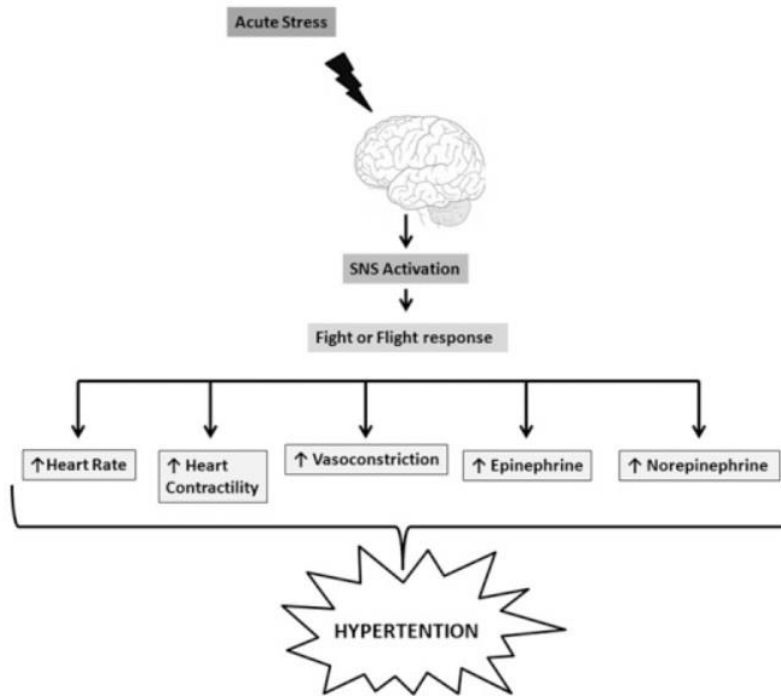 Acute Stress
SNS Activation
Fight or Flight response
↑Heart Rate
↑ Heart
Contractility
↑ Vasoconstriction
↑ Epinephrine
↑ Norepinephrine
HYPERTENTION